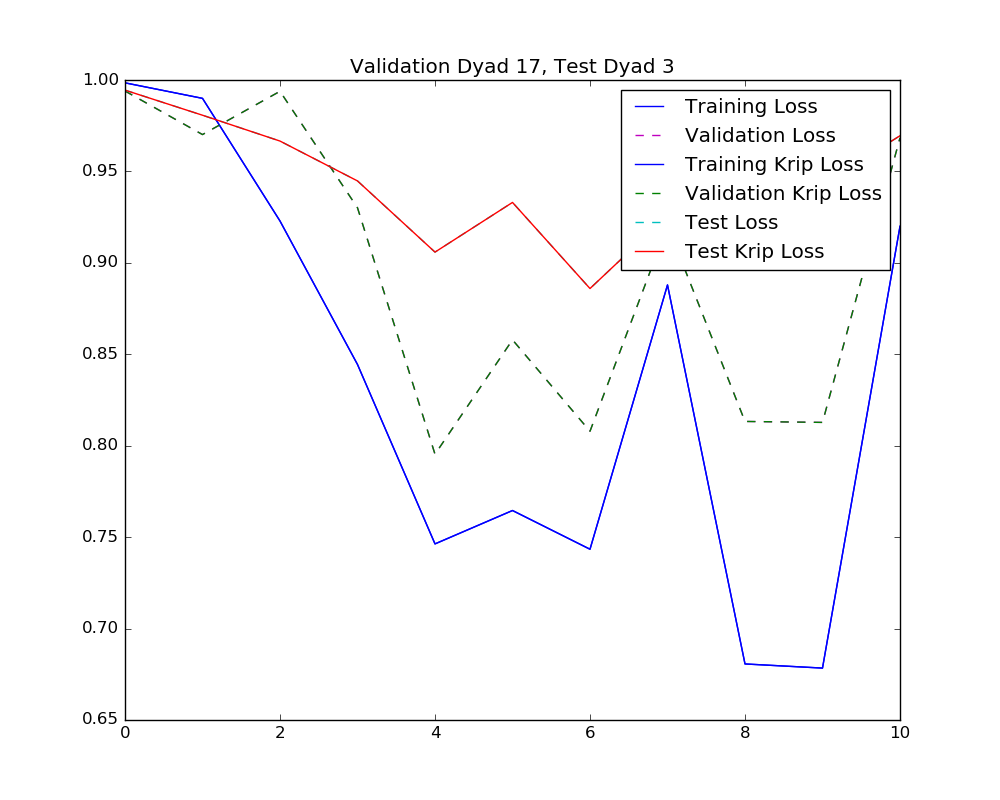 Validation Dyad 17, Test Dyad 3
1.00
0.95
0.90
0.85
0.80
0.75
0.70
0.65
0 2 4 6 8 10
Training Loss
Validation Loss
Training Krip Loss
Validation Krip Loss
Test Loss
Test Krip Loss